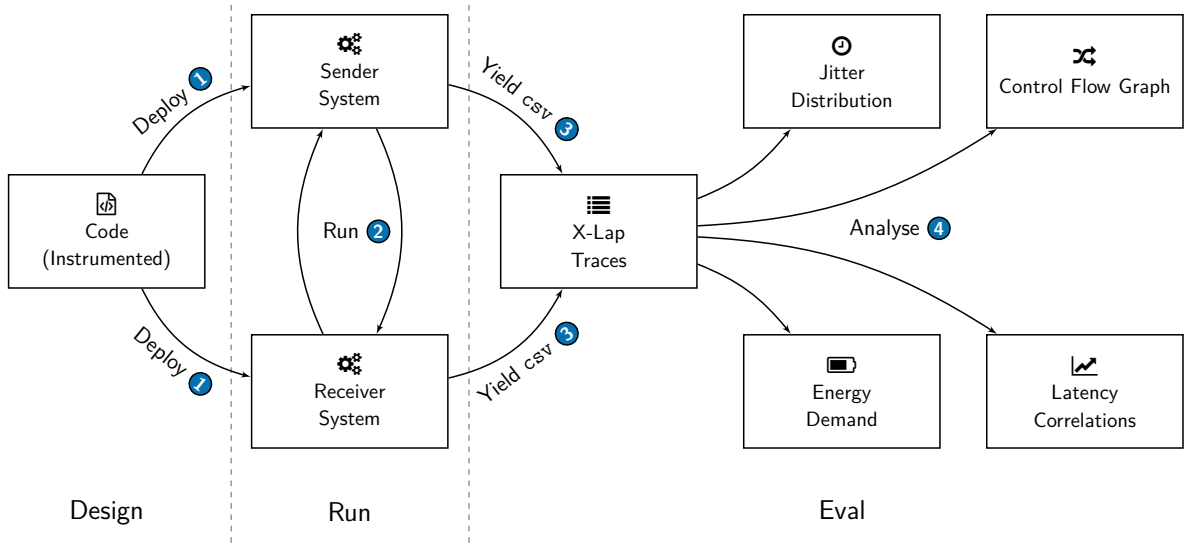 Code
(Instrumented)
Deploy 1
Deploy 1
Sender
System
Run 2
Receiver
System
Yield csv 3
Yield csv 3
X-Lap
Traces
Jitter
Distribution
Control Flow Graph
Analyse 4
Energy
Demand
Latency
Correlations
Design
Run
Eval